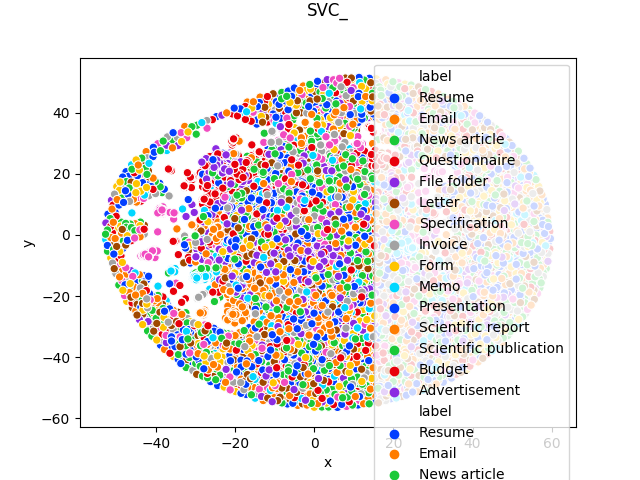 SVC_
label
Resume
Email
News article
Questionnaire
File folder
Letter
Specification
Invoice
Form
Memo
Presentation
Scientific report
Scientific publication
Budget
Advertisement
label
Resume
Email
News article
40
20
0
−20
−40
−60
y
−40 −20 0 20 40 60
x